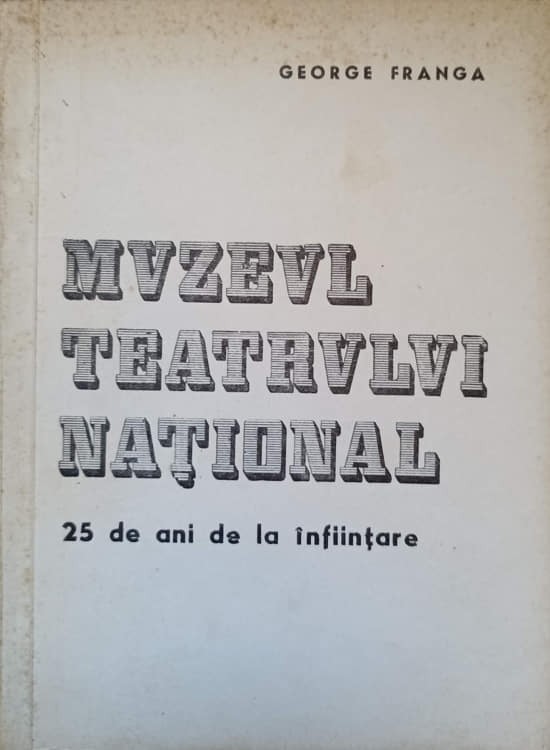 GEORGE FRANGA
MVZEVL
TEATRVLVI
NAȚIONAL
25 de ani de la înființare